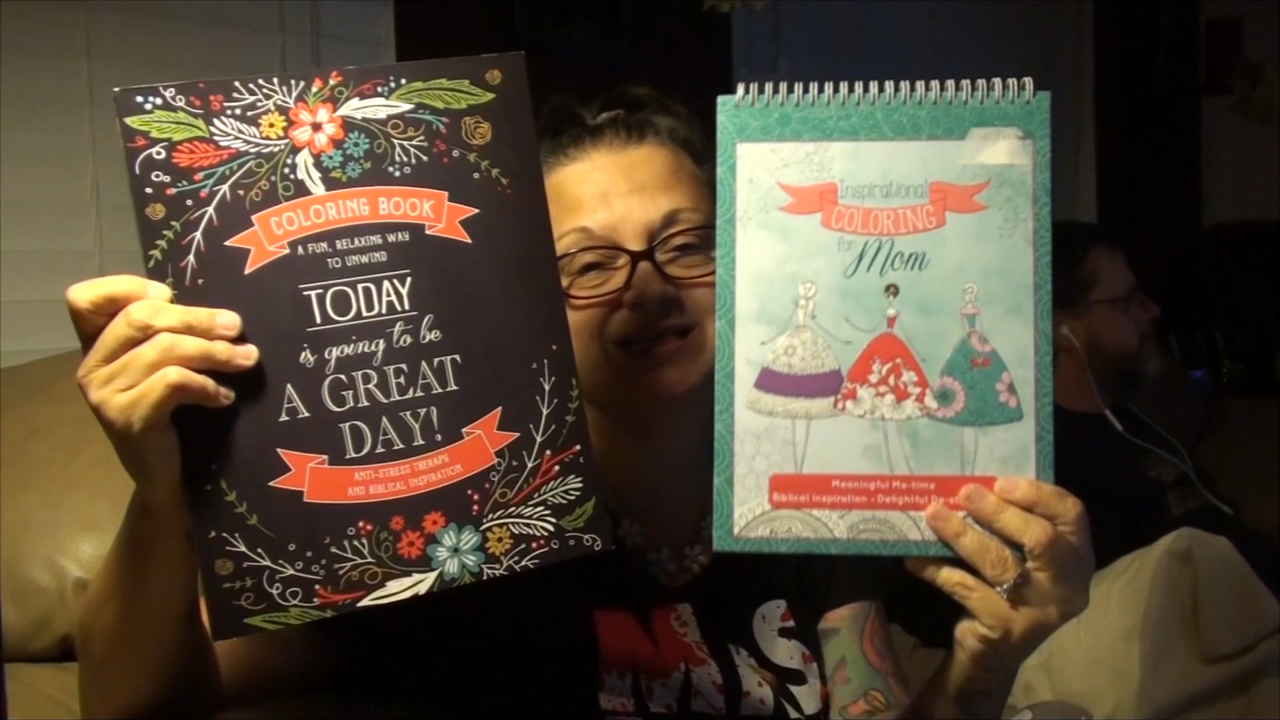 COLORING BOOK
A FUN, RELAXING WAY
TO UNWIND
TODAY
is going to be
A GREAT
DAY!
ANTI-STRESS THERAPY
AND BIBLICAL INSPIRATION
Inspirational
COLORING
for
Mom
Meaningful Me-time
Biblical Inspiration - Delightful